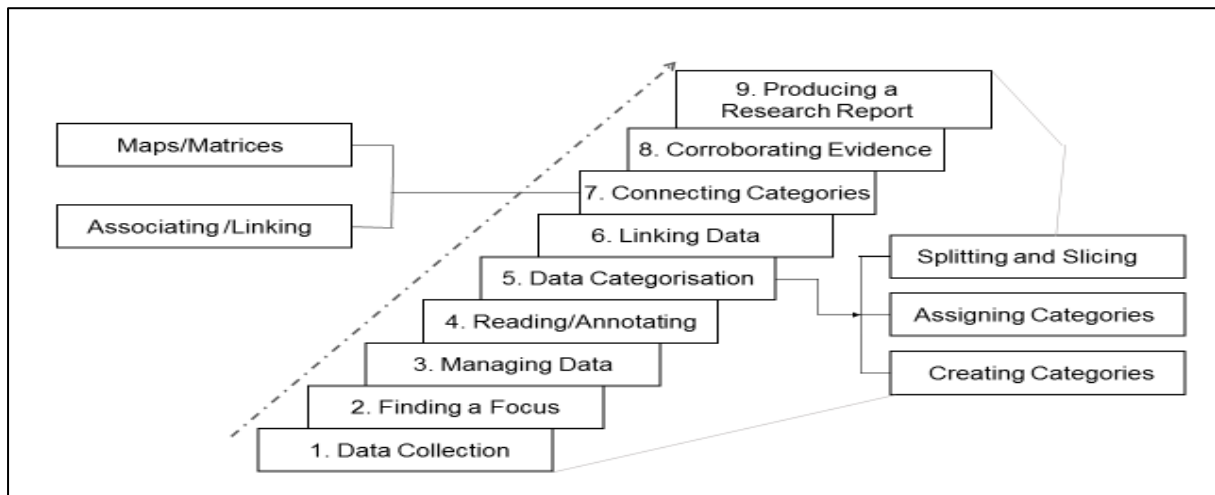 9. Producing a
Research Report
8. Corroborating Evidence
Maps/Matrices
7. Connecting Categories
Associating /Linking
6. Linking Data
5. Data Categorisation
Splitting and Slicing
4. Reading/Annotating
Assigning Categories
3. Managing Data
Creating Categories
2. Finding a Focus
1. Data Collection